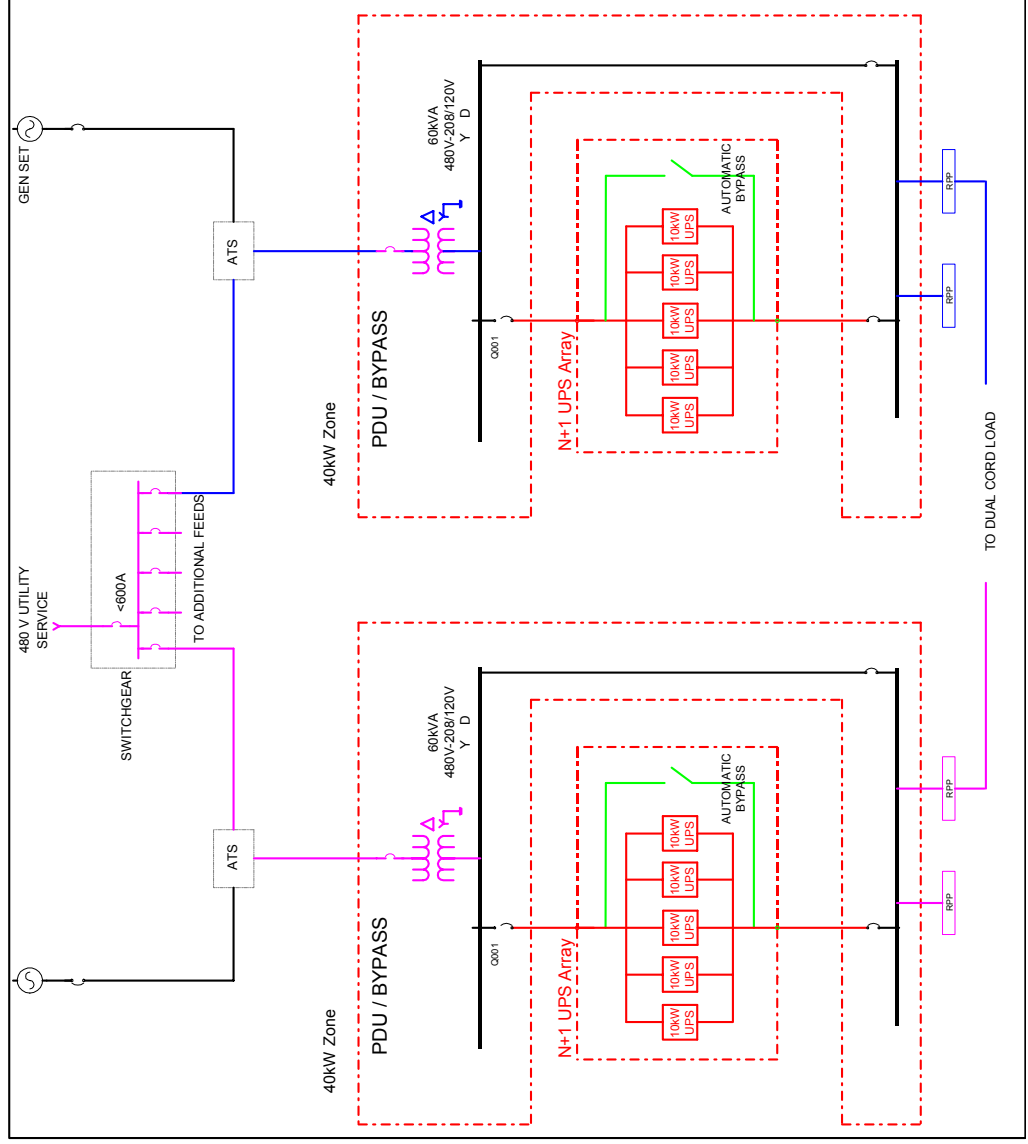 480 V UTILITY
SERVICE
GEN SET
<600A
SWITCHGEAR
TO ADDITIONAL FEEDS
ATS
ATS
40kW Zone
PDU / BYPASS
60kVA
480V-208/120V
Y D
Q001
N+1 UPS Array
10kW
UPS
10kW
UPS
10kW
UPS
10kW
UPS
10kW
UPS
AUTOMATIC
BYPASS
RPP
RPP
40kW Zone
PDU / BYPASS
60kVA
480V-208/120V
Y D
Q001
N+1 UPS Array
10kW
UPS
10kW
UPS
10kW
UPS
10kW
UPS
10kW
UPS
AUTOMATIC
BYPASS
RPP
RPP
TO DUAL CORD LOAD